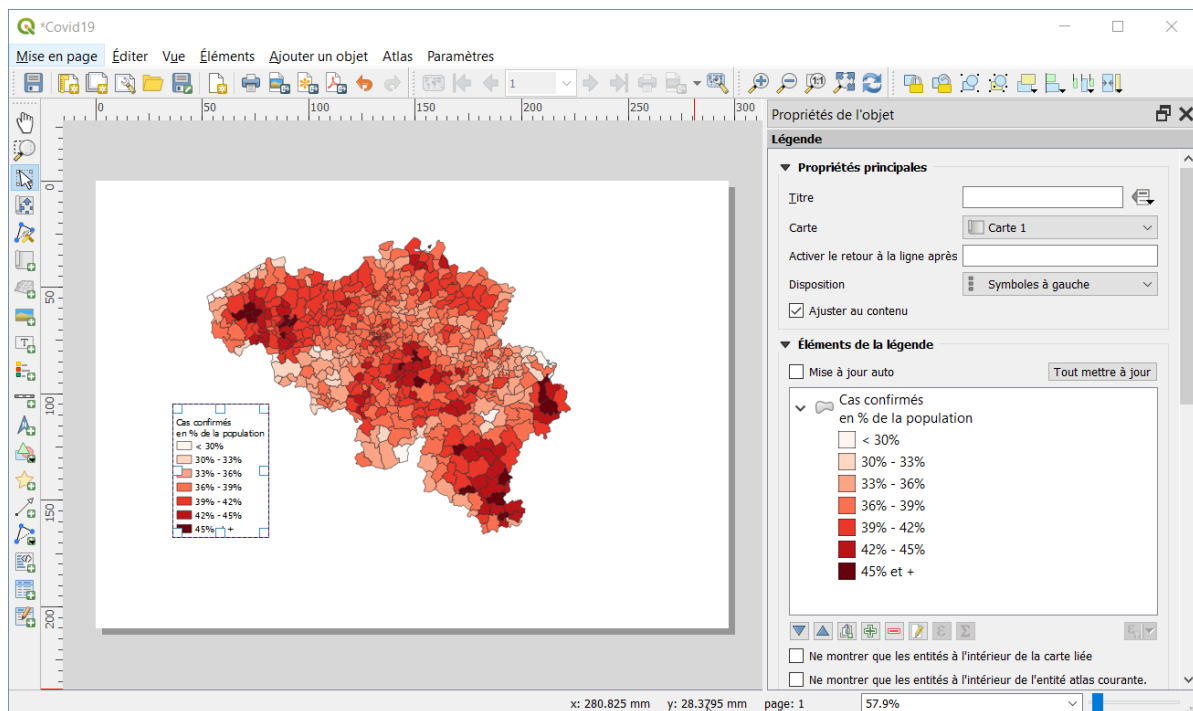 *Covid19
Mise en page Éditer Vue Éléments Ajouter un objet Atlas Paramètres
1
0 50 100 150 200 250 300
0
50
100
150
200
Cas confirmés
en % de la population
< 30%
30% - 33%
33% - 36%
36% - 39%
39% - 42%
42% - 45%
45% +
Propriétés de l'objet
Légende
Propriétés principales
Titre
Carte Carte 1
Activer le retour à la ligne après
Disposition Symboles à gauche
Ajuster au contenu
Éléments de la légende
Mise à jour auto Tout mettre à jour
Cas confirmés
en % de la population
< 30%
30% - 33%
33% - 36%
36% - 39%
39% - 42%
42% - 45%
45% et +
Ne montrer que les entités à l'intérieur de la carte liée
Ne montrer que les entités à l'intérieur de l'entité atlas courante.
x: 280.825 mm y: 28.3795 mm page: 1 57.9%